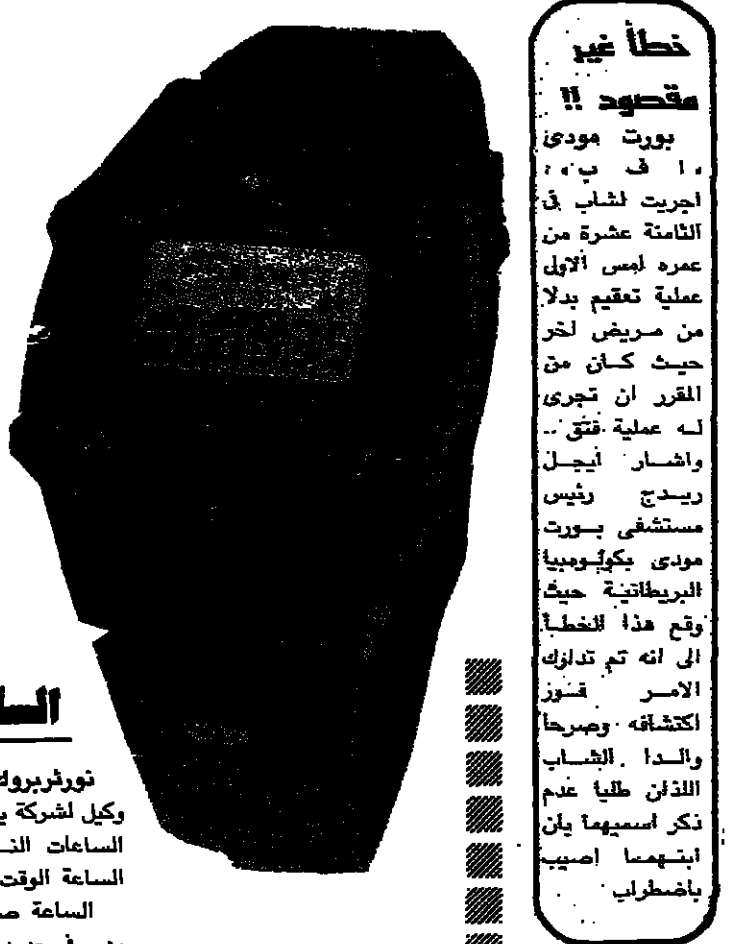 خطأ غير
مقصود !!
بورت مودى
« ا ف ب » :
اجريت لشاب فى
الثامنة عشرة من
عمره امس الاول
عملية تعقيم بدلا
من مريض اخر
حيث كان من
المقرر ان تجرى
له عملية فتق ..
واشار ايجل
ريدج رئيس
مستشفى بورت
مودى بكولومبيا
البريطانية حيث
وقع هذا الخطأ
الى انه تم تدارك
الامر فور
اكتشافه وصرحا
والدا الشاب
اللذان طلبا عدم
ذكر اسميهما بان
ابنهما اصيب
باضطراب
السا
نورثربروك
وكيل لشركة
الساعات
الساعة الوقت
الساعة